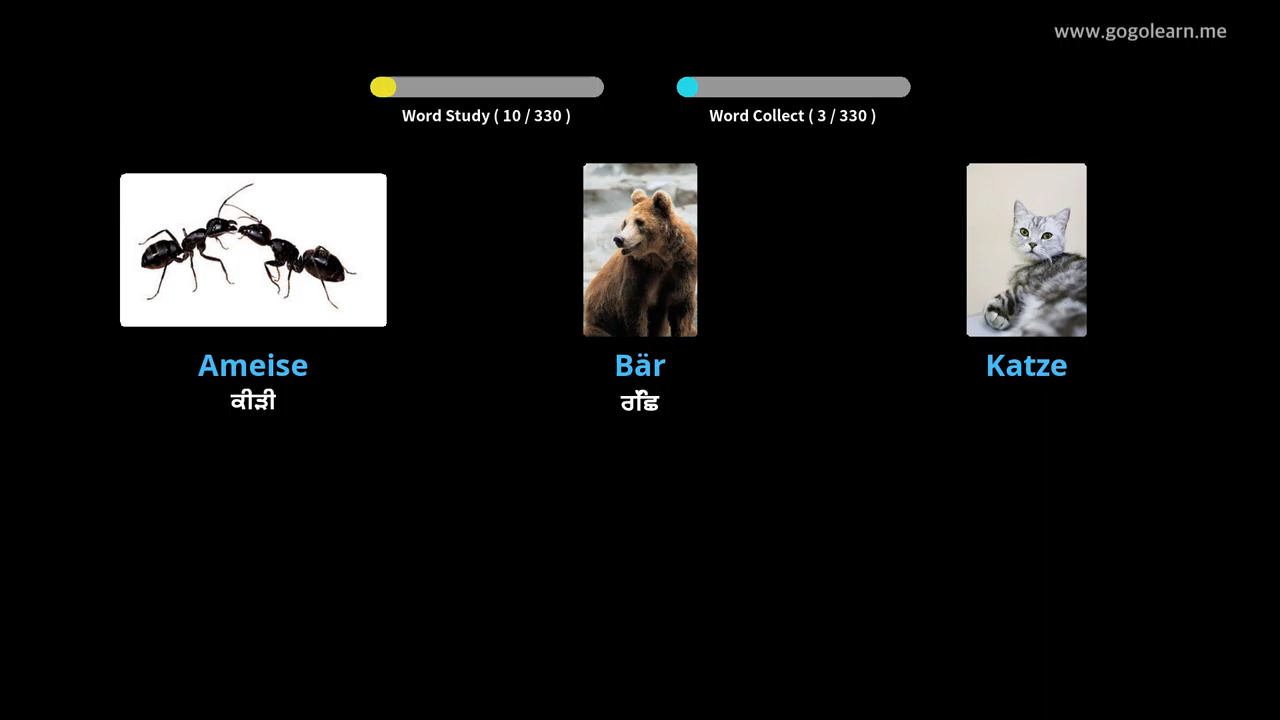 www.gogolearn.me
Word Study ( 10 / 330 )
Word Collect ( 3 / 330 )
Ameise
Bär
Katze
ਕੀੜੀ
ਰੱਛਿ